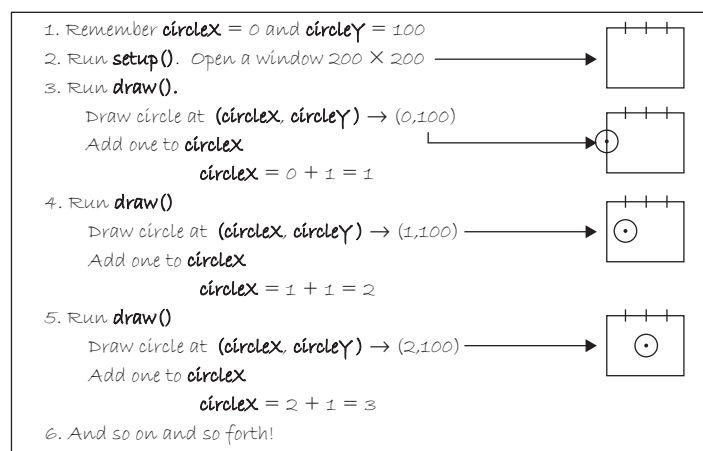 1. Remember circleX = 0 and circleY = 100
2. Run setup(). Open a window 200 × 200
3. Run draw().
Draw circle at (circleX, circleY) → (0,100)
Add one to circleX
circleX = 0 + 1 = 1
4. Run draw()
Draw circle at (circleX, circleY) → (1,100)
Add one to circleX
circleX = 1 + 1 = 2
5. Run draw()
Draw circle at (circleX, circleY) → (2,100)
Add one to circleX
circleX = 2 + 1 = 3
6. And so on and so forth!